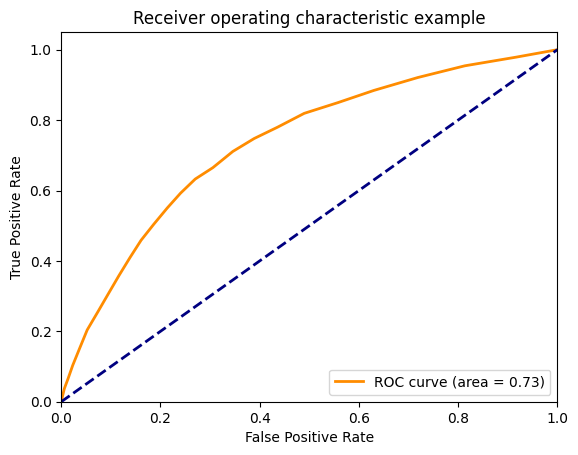 Receiver operating characteristic example
True Positive Rate
1.0
0.8
0.6
0.4
0.2
0.0
ROC curve (area = 0.73)
0.0 0.2 0.4 0.6 0.8 1.0
False Positive Rate